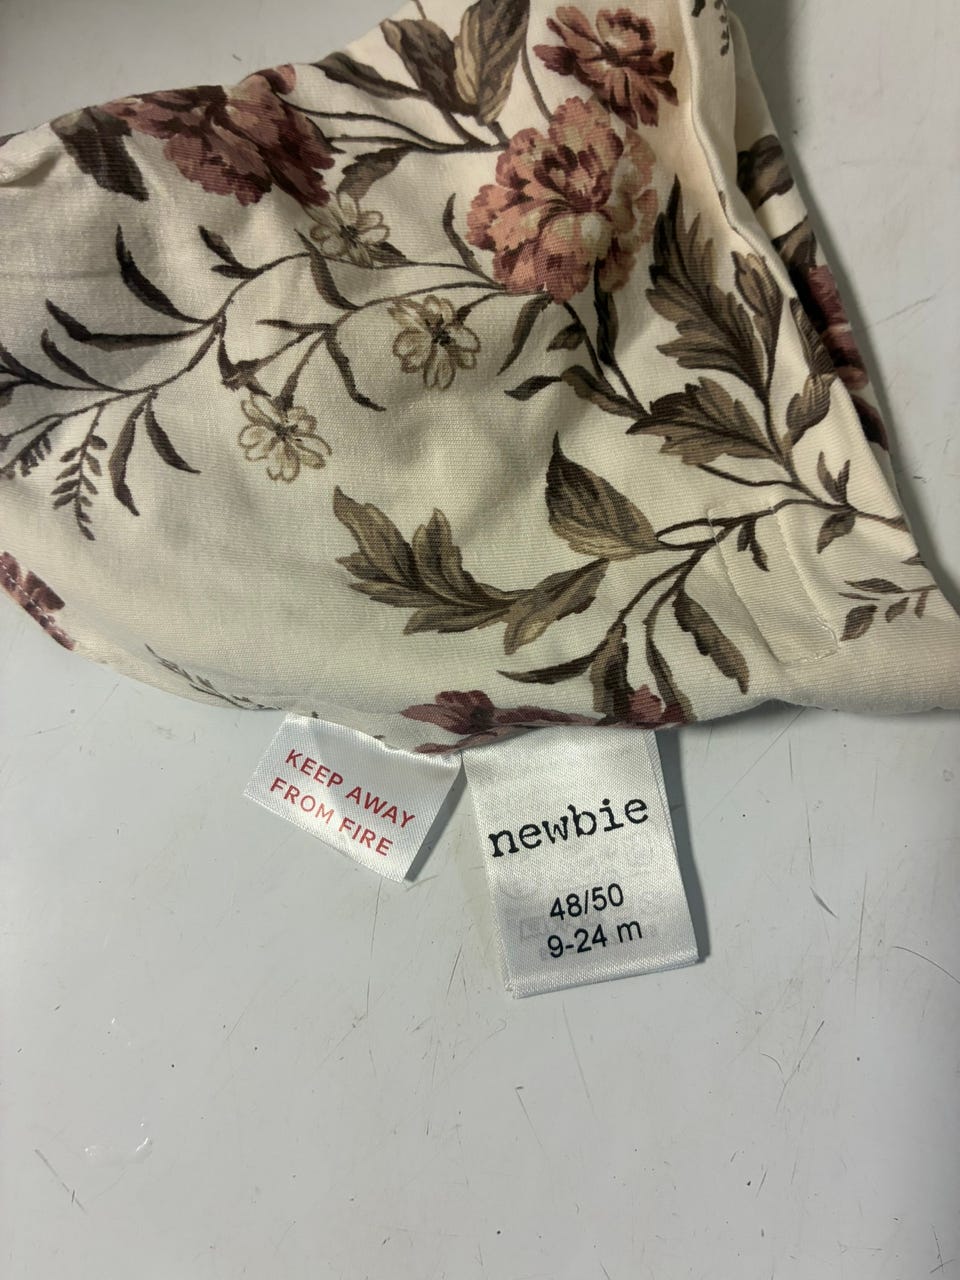 KEEP AWAY
FROM FIRE
newbie
48/50
9-24 m